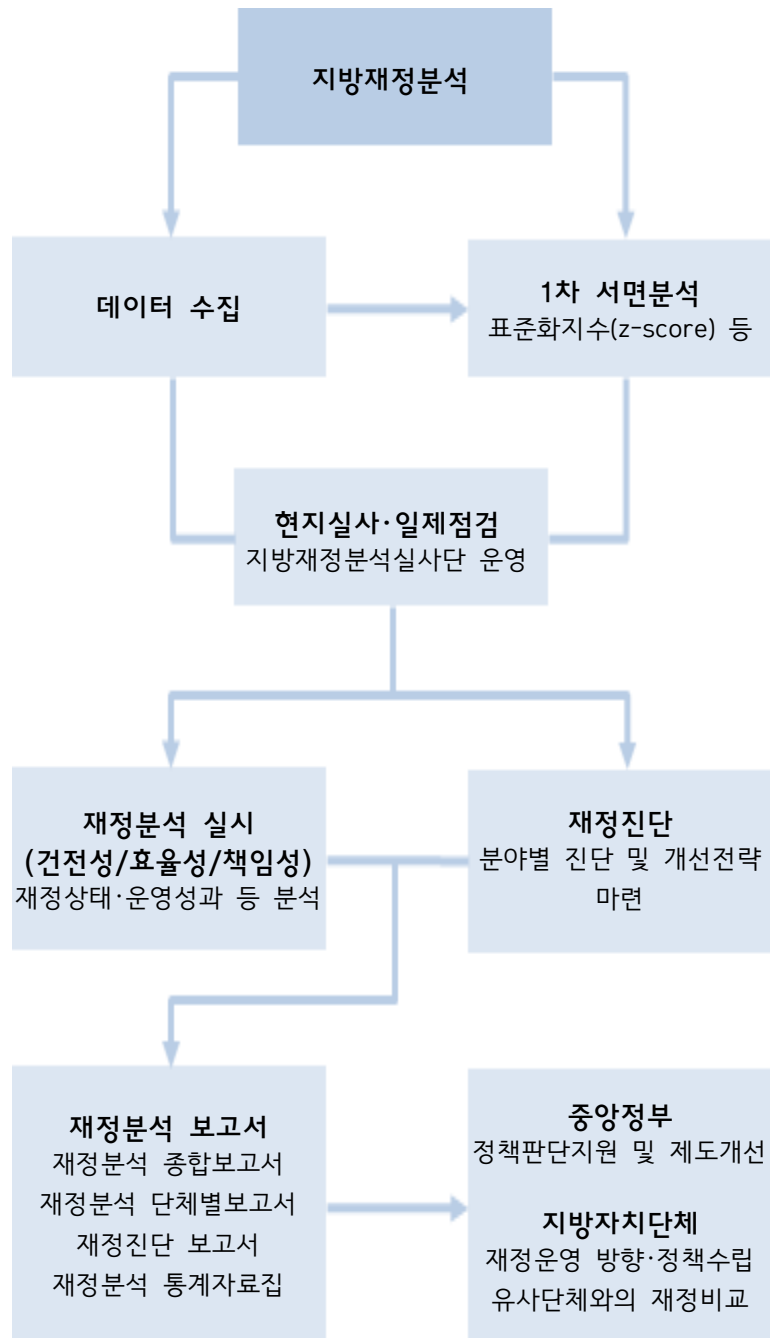 지방재정분석
데이터 수집
1차 서면분석
표준화지수(z-score) 등
현지실사·일제점검
지방재정분석실사단 운영
재정분석 실시
(건전성/효율성/책임성)
재정상태·운영성과 등 분석
재정진단
분야별 진단 및 개선전략
마련
재정분석 보고서
재정분석 종합보고서
재정분석 단체별보고서
재정진단 보고서
재정분석 통계자료집
중앙정부
정책판단지원 및 제도개선
지방자치단체
재정운영 방향·정책수립
유사단체와의 재정비교